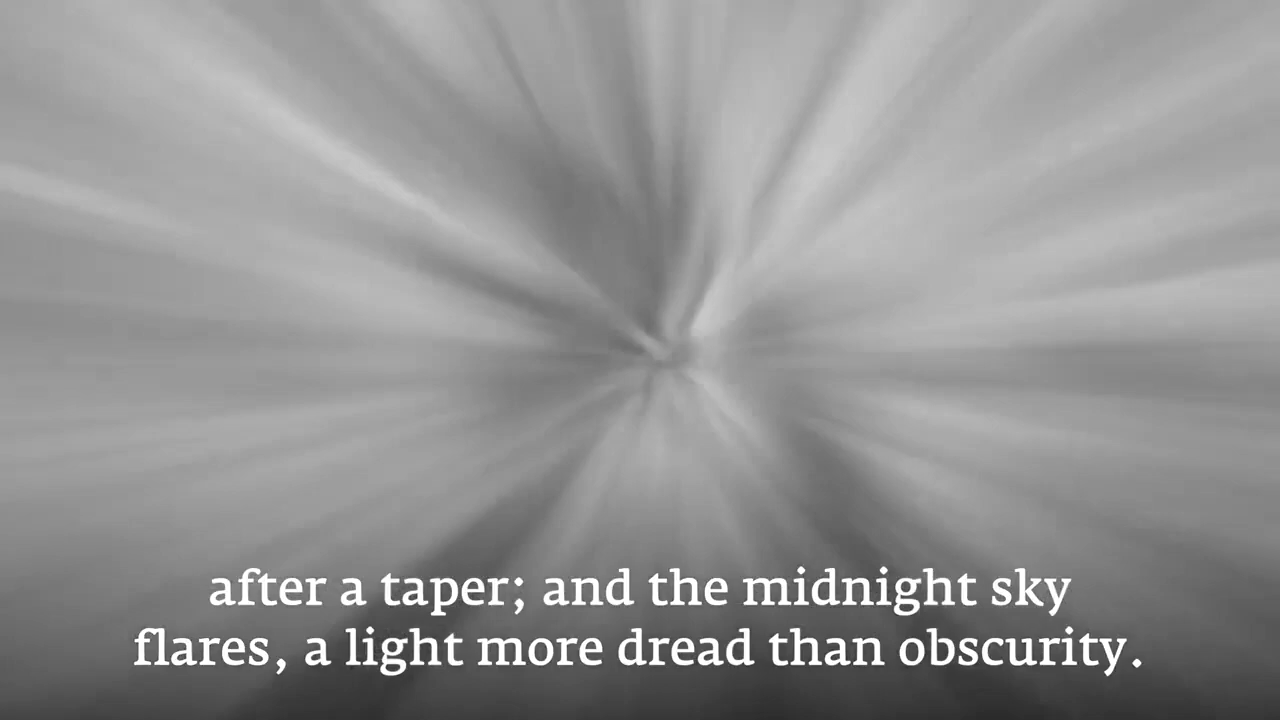 after a taper; and the midnight sky
flares, a light more dread than obscurity.